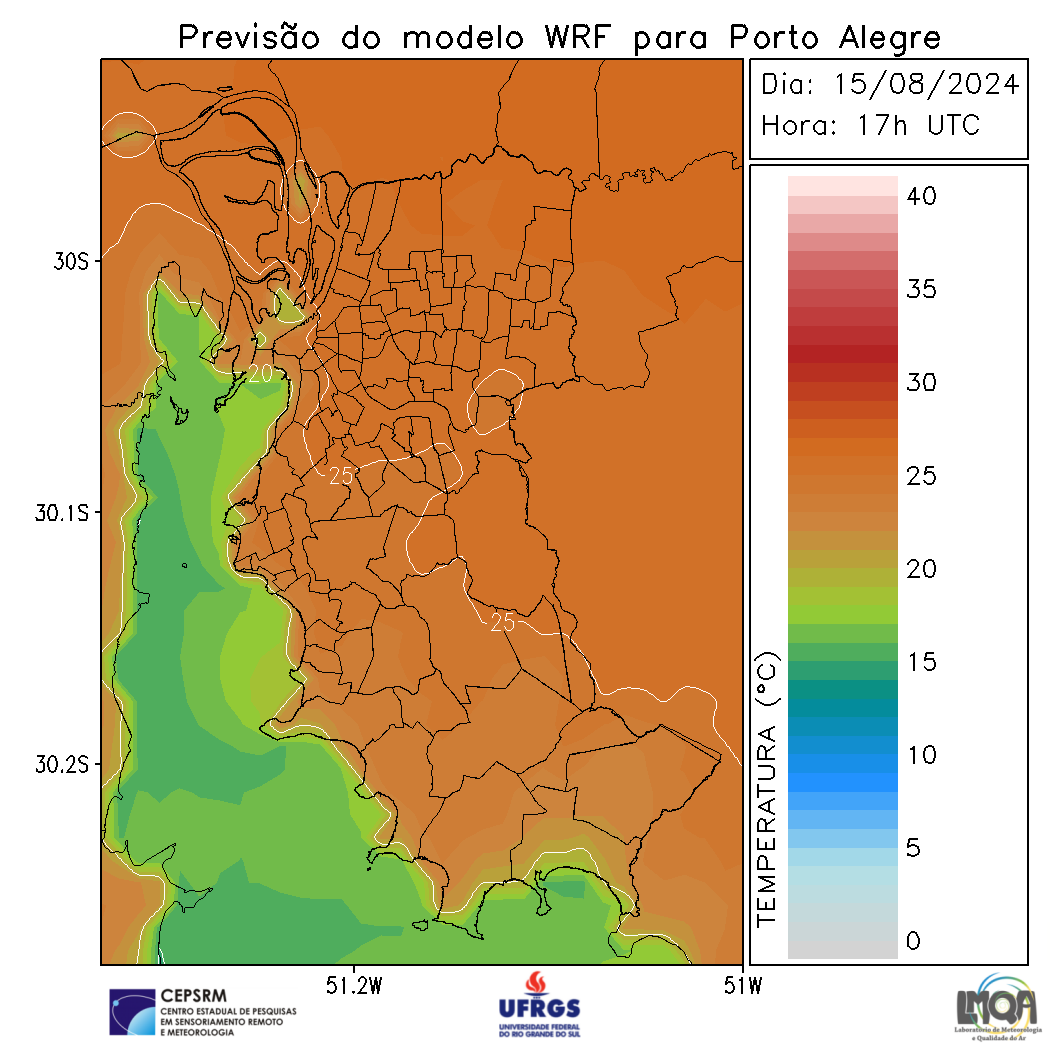 Previsão do modelo WRF para Porto Alegre
Dia: 15/08/2024
Hora: 17h UTC
30S
30.1S
30.2S
51.2W
51W
20
25
25
TEMPERATURA (°C)
40
35
30
25
20
15
10
5
0
CEPSRM
CENTRO ESTADUAL DE PESQUISAS
EM SENSORIAMENTO REMOTO
E METEOROLOGIA
UFRGS
UNIVERSIDADE FEDERAL
DO RIO GRANDE DO SUL
LMQA
Laboratório de Meteorologia
e Qualidade do Ar